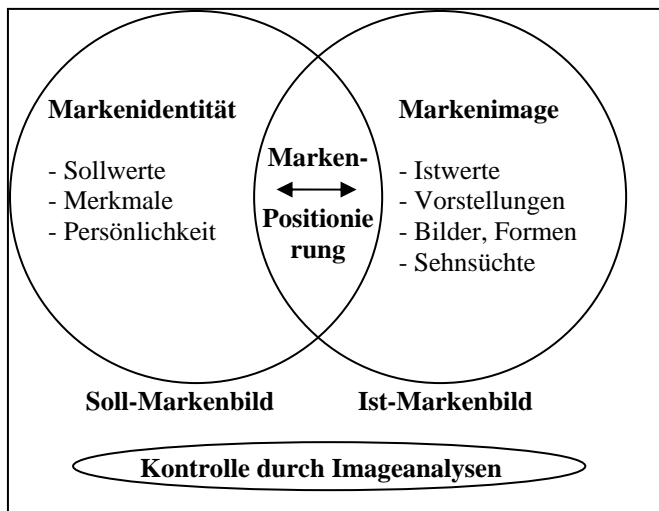 Markenidentität
- Sollwerte
- Merkmale
- Persönlichkeit
Marken-
Positionie
rung
Markenimage
- Istwerte
- Vorstellungen
- Bilder, Formen
- Sehnsüchte
Soll-Markenbild
Ist-Markenbild
Kontrolle durch Imageanalysen